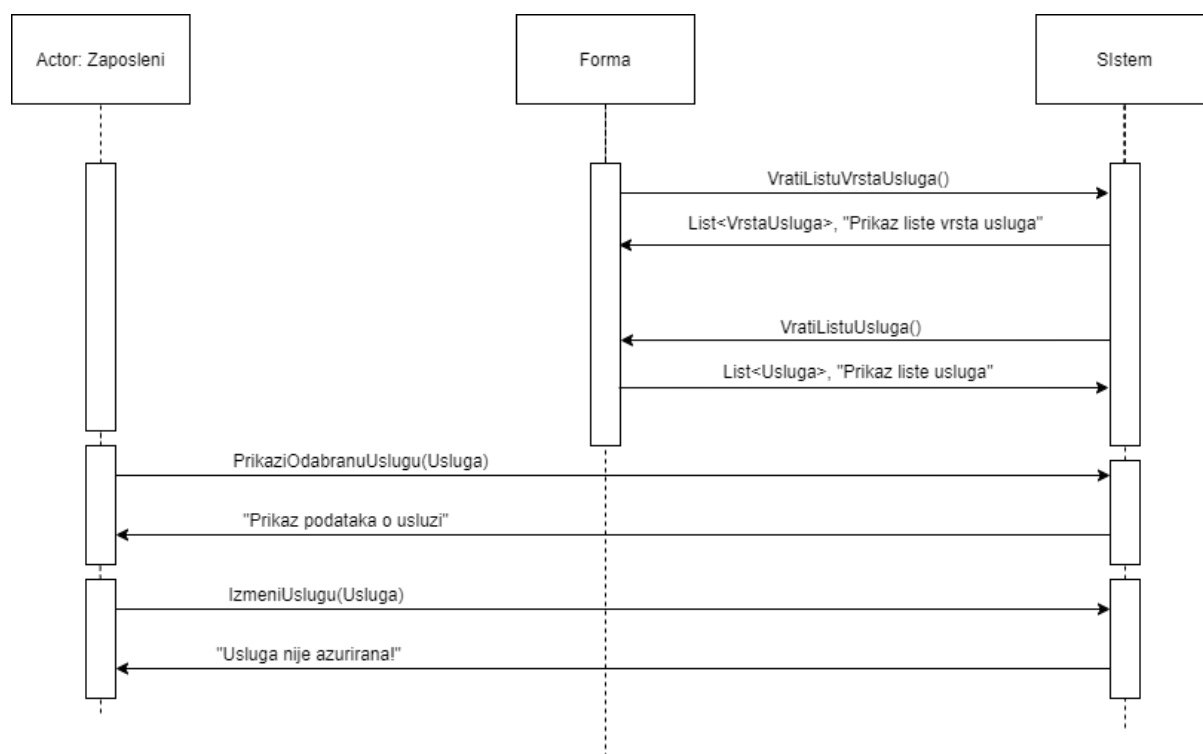 Actor: Zaposleni
Forma
SIstem
VratiListuVrstaUsluga()
List<VrstaUsluga>, "Prikaz liste vrsta usluga"
VratiListuUsluga()
List<Usluga>, "Prikaz liste usluga"
PrikaziOdabranuUslugu(Usluga)
"Prikaz podataka o usluzi"
IzmeniUslugu(Usluga)
"Usluga nije azurirana!"